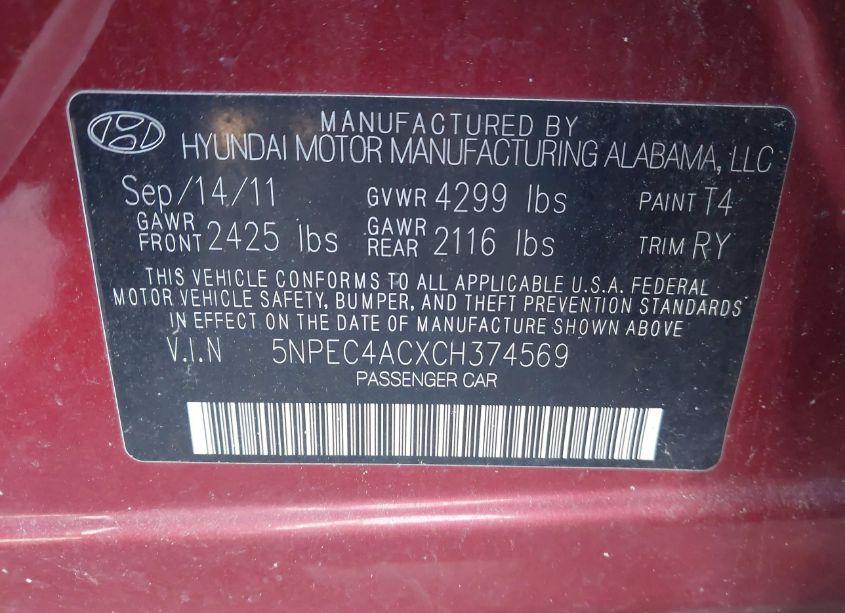 MANUFACTURED BY
HYUNDAI MOTOR MANUFACTURING ALABAMA, LLC
Sep/14/11 GVWR 4299 lbs PAINT T4
GAWR FRONT 2425 lbs GAWR REAR 2116 lbs TRIM RY
THIS VEHICLE CONFORMS TO ALL APPLICABLE U.S.A. FEDERAL
MOTOR VEHICLE SAFETY, BUMPER, AND THEFT PREVENTION STANDARDS
IN EFFECT ON THE DATE OF MANUFACTURE SHOWN ABOVE
V.I.N 5NPEC4ACXCH374569
PASSENGER CAR